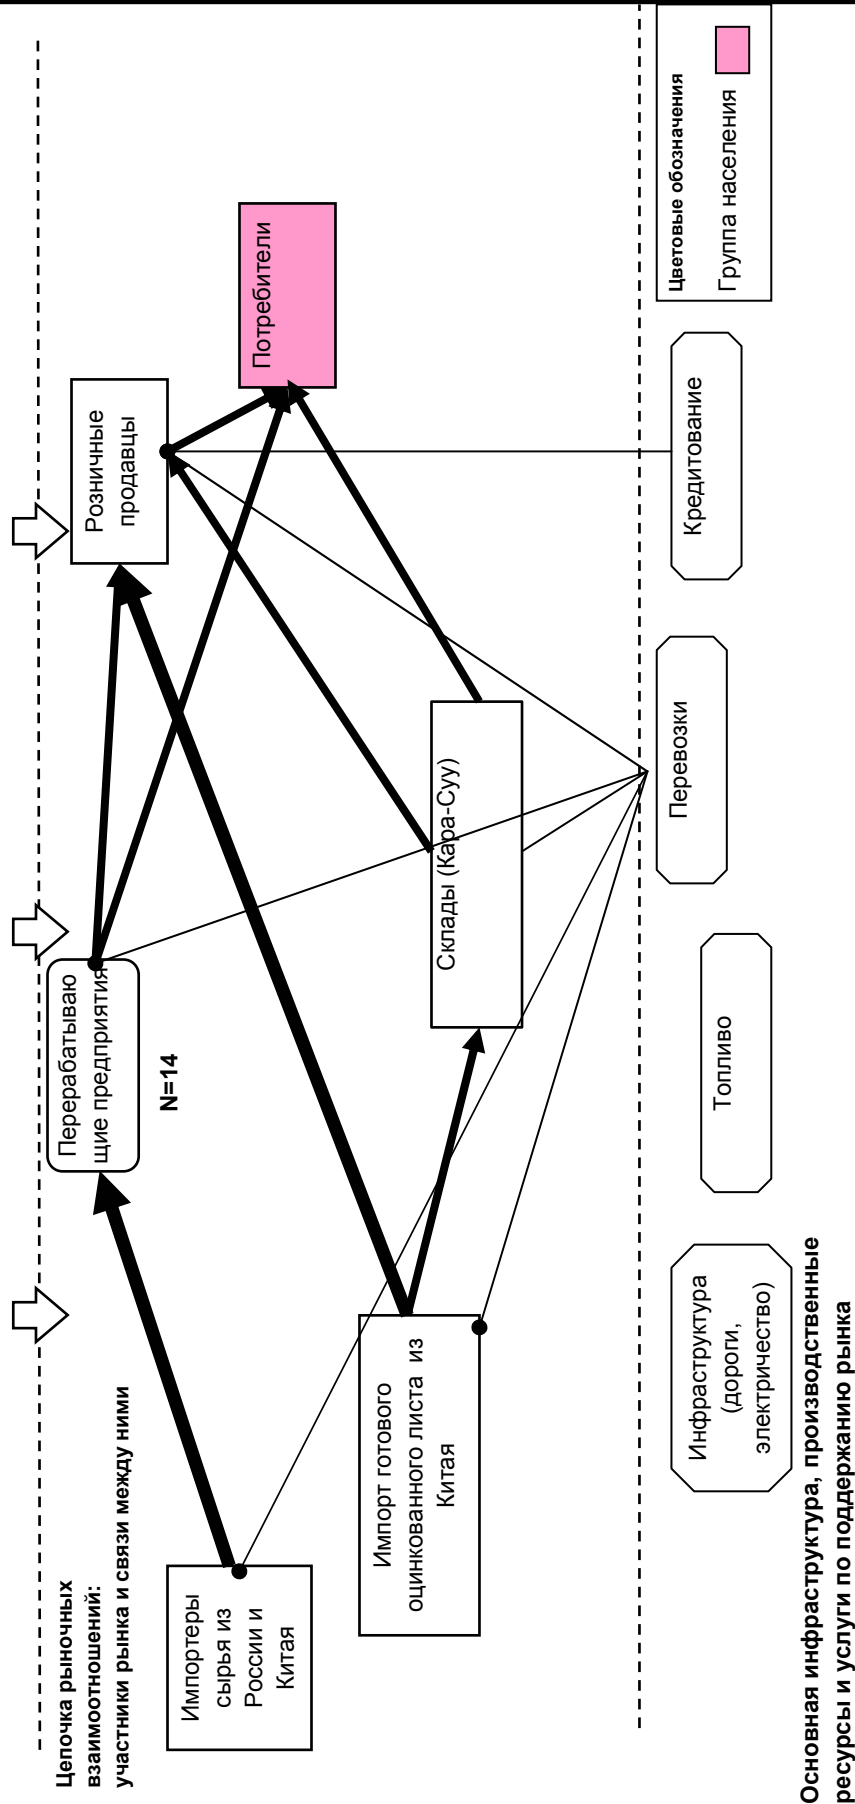 Цепочка рыночных
взаимоотношений:
участники рынка и связи между ними
Импортеры
сырья из
России и
Китая
Импорт готового
оцинкованного листа из
Китая
Перерабатываю
щие предприятия
N=14
Склады (Кара-Суу)
Розничные
продавцы
Потребители
Инфраструктура
(дороги,
электричество)
Топливо
Перевозки
Кредитование
Цветовые обозначения
Группа населения
Основная инфраструктура, производственные
ресурсы и услуги по поддержанию рынка